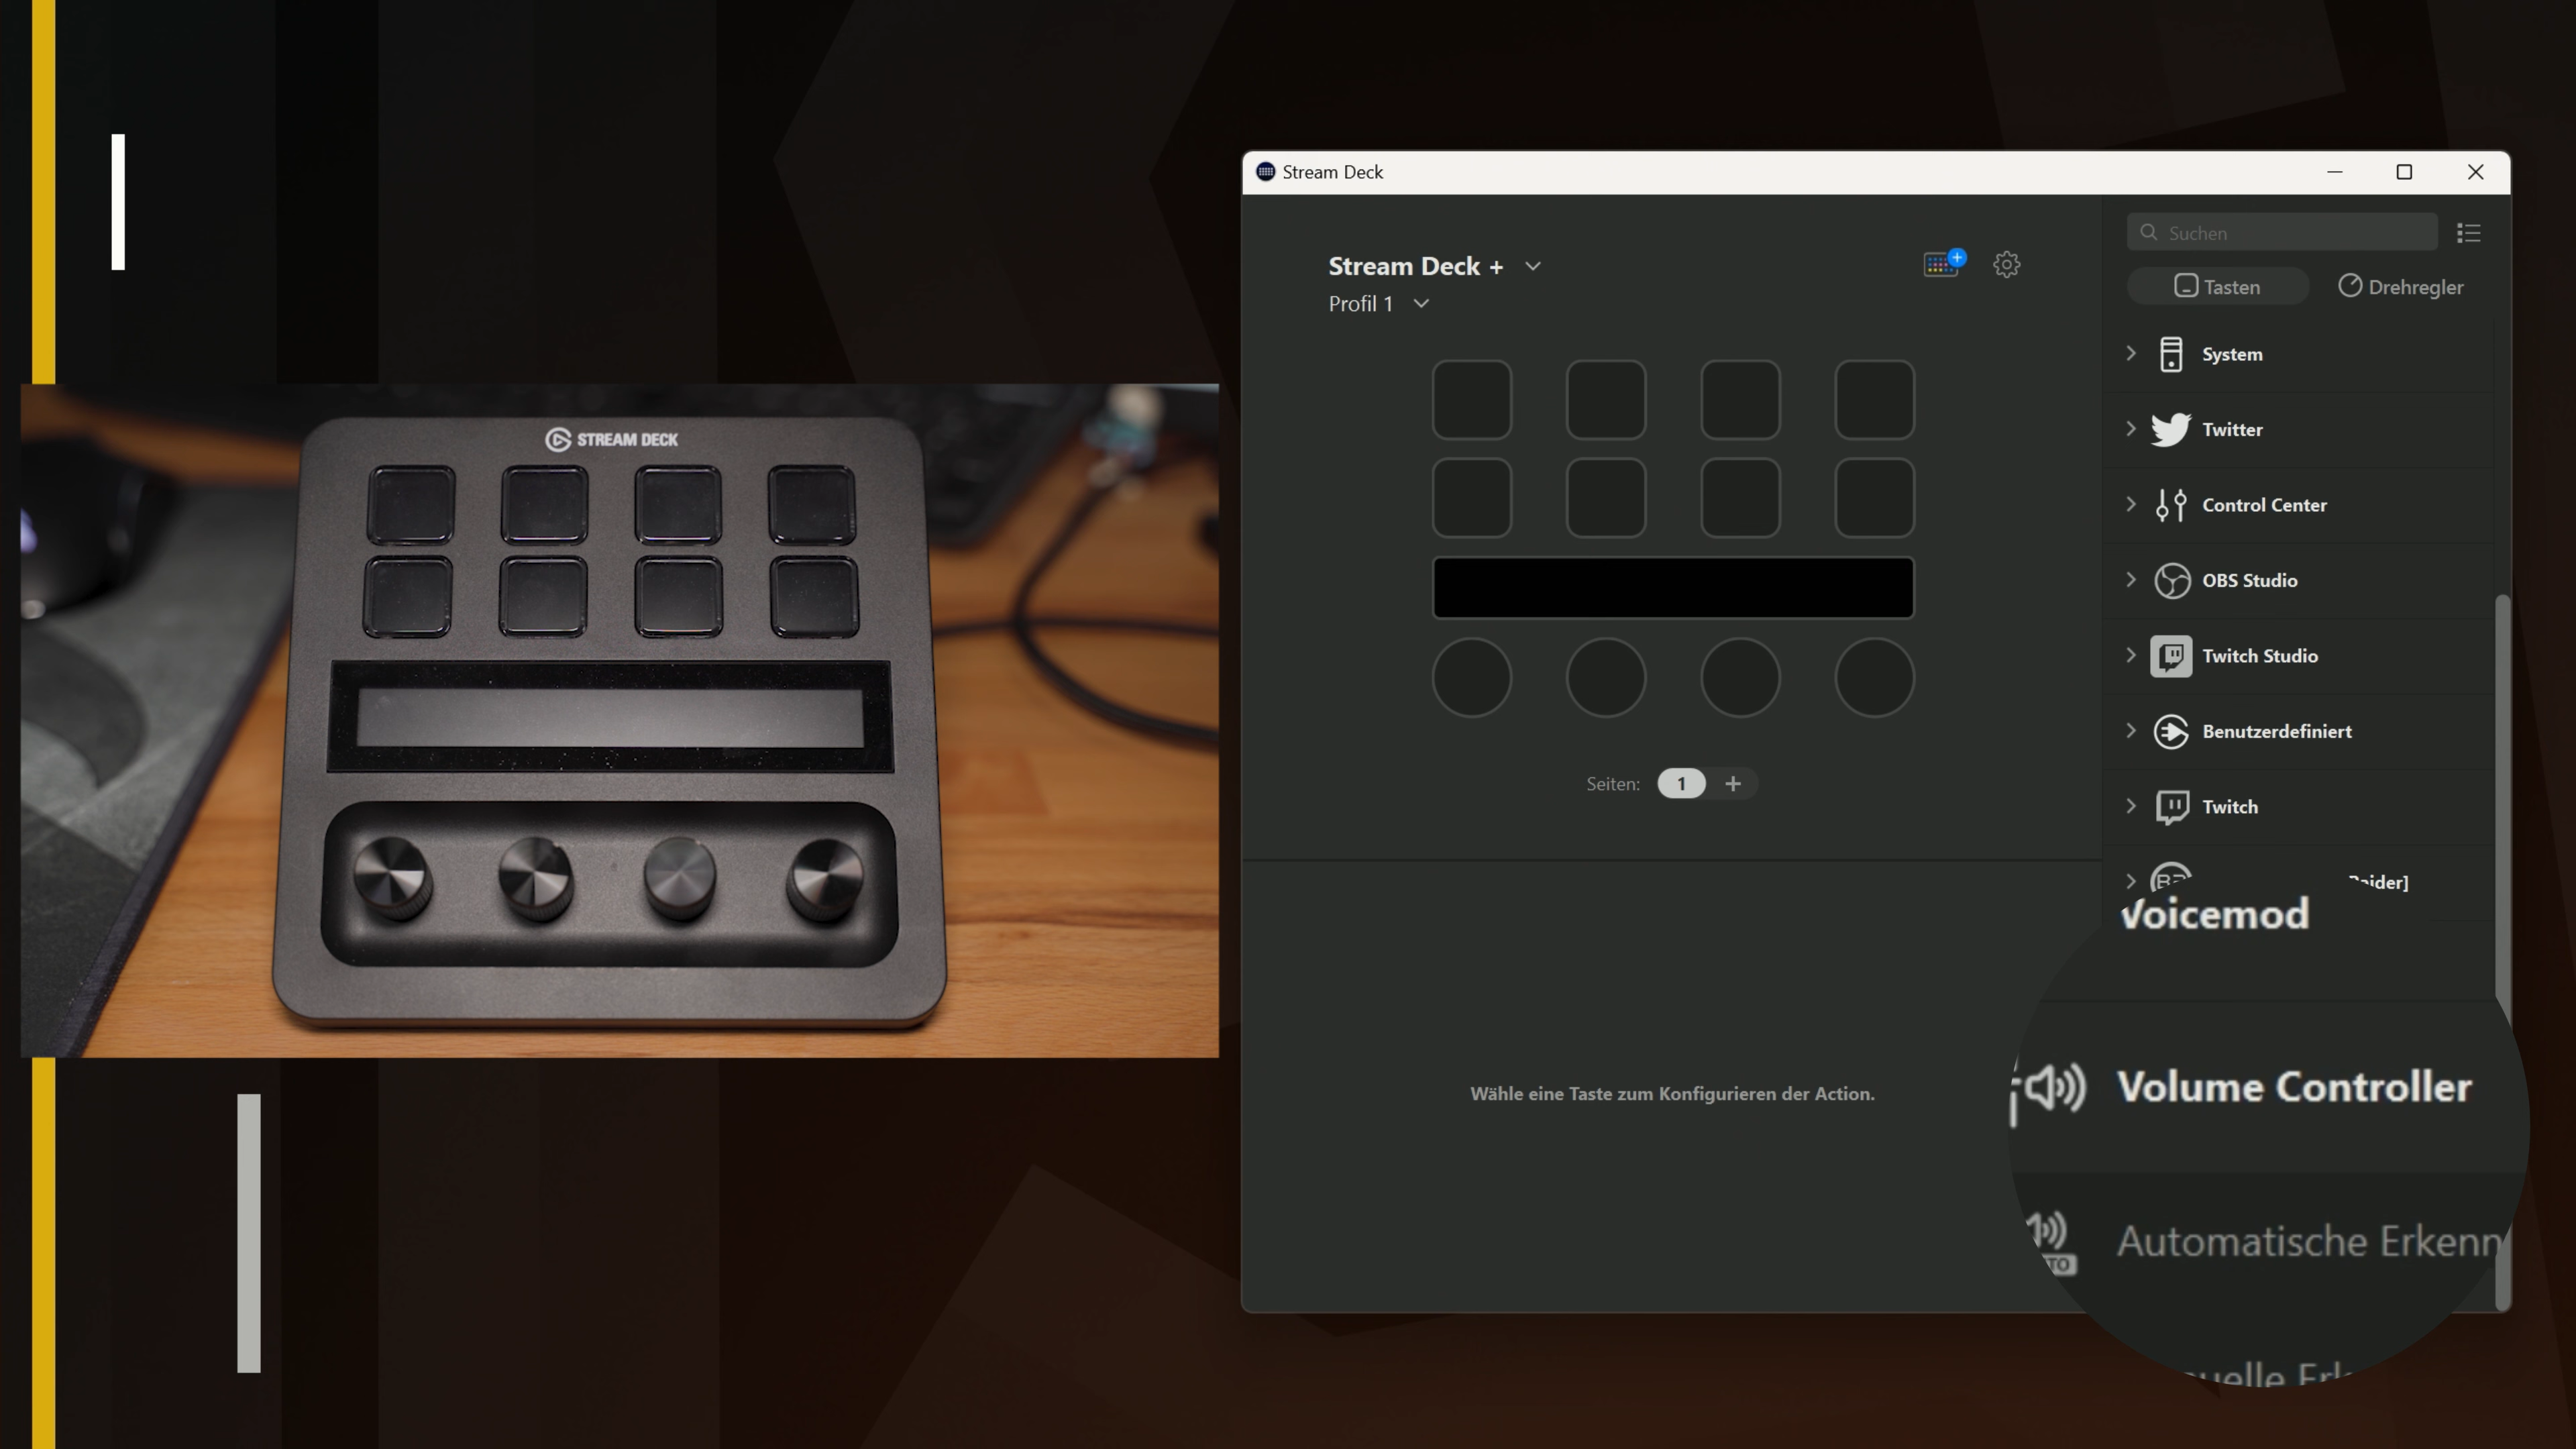 STREAM DECK
Stream Deck
Stream Deck +
Profil 1
Seiten: 1 +
Wähle eine Taste zum Konfigurieren der Action.
Suchen
Tasten
Drehregler
System
Twitter
Control Center
OBS Studio
Twitch Studio
Benutzerdefiniert
Twitch
Voicemod
Volume Controller
Automatische Erkenn